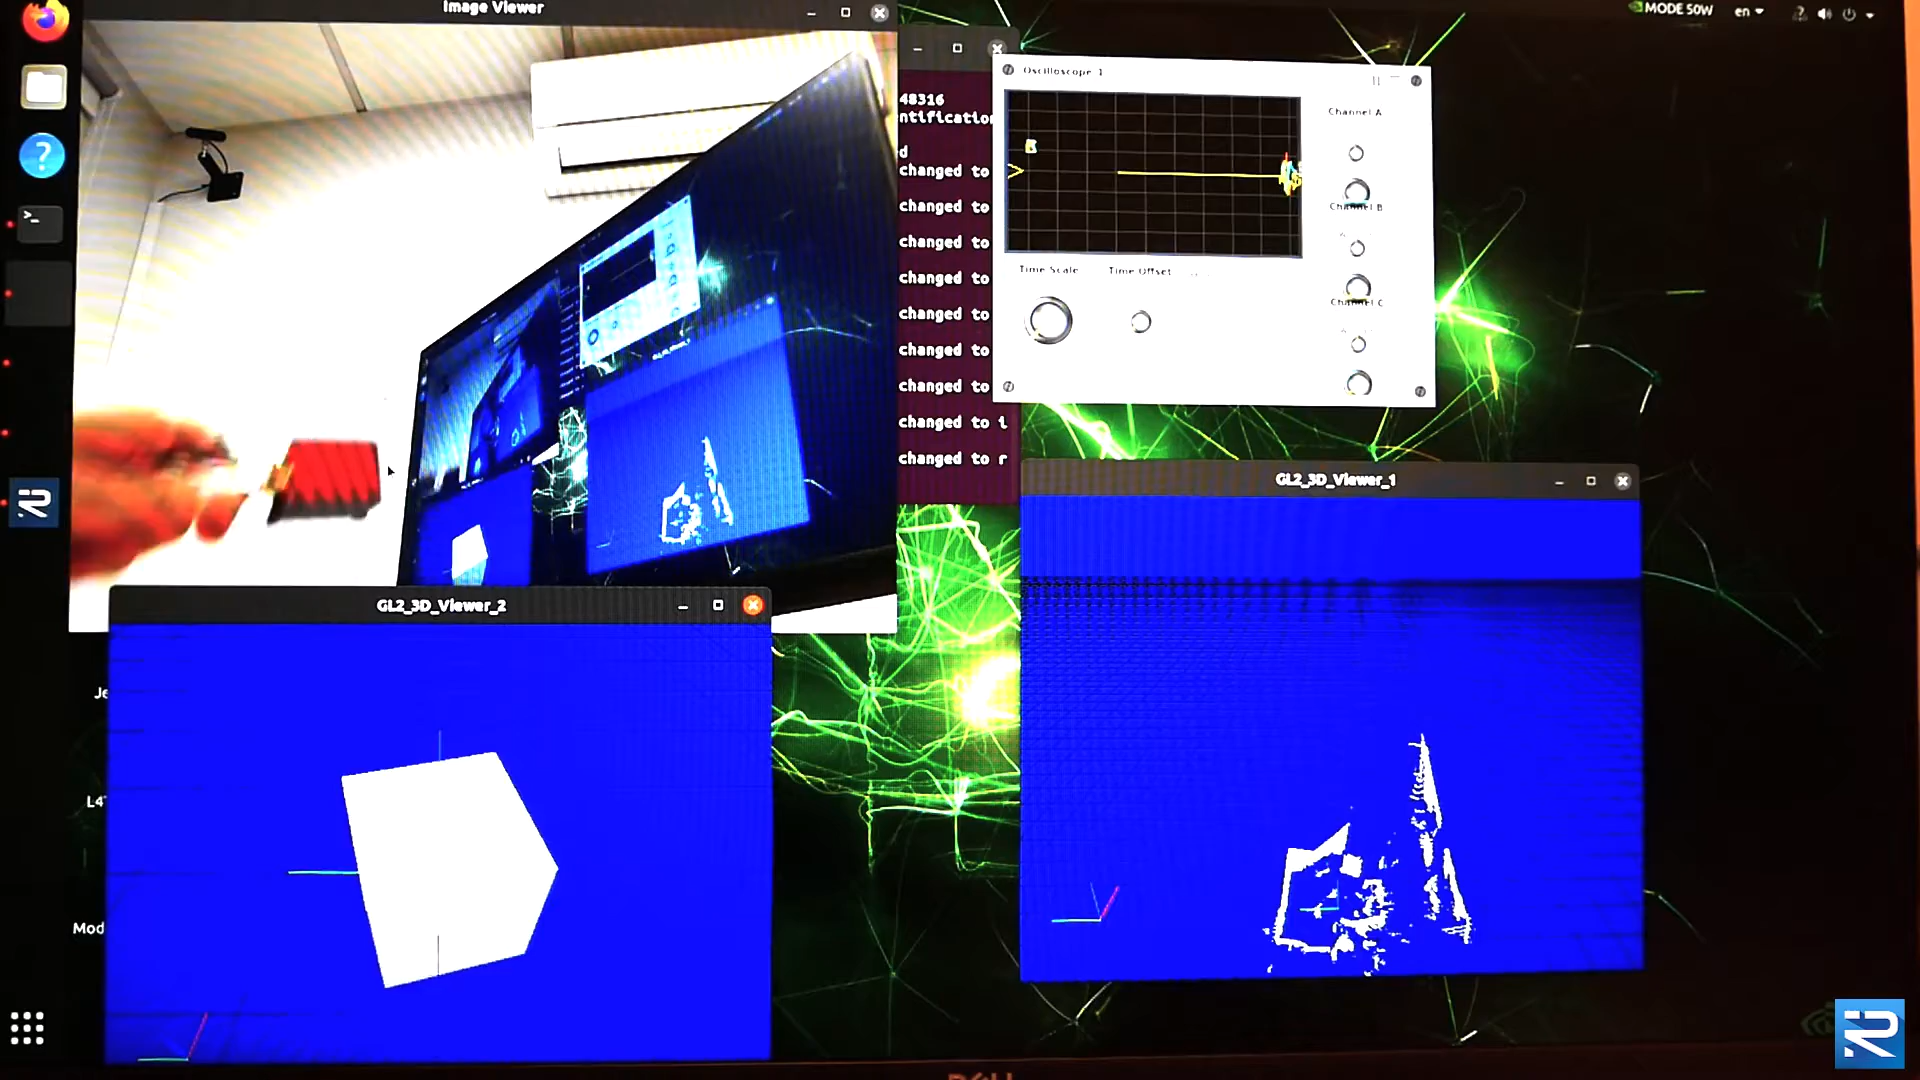 Image Viewer
MODE 50W
en
48316
entification
d
changed to
changed to
changed to
changed to
changed to
changed to
changed to
changed to i
changed to r
Oscilloscope 1
Channel A
Channel B
Channel C
Time Scale
Time Offset
GL2_3D_Viewer_1
GL2_3D_Viewer_2
Je
L4
Mod